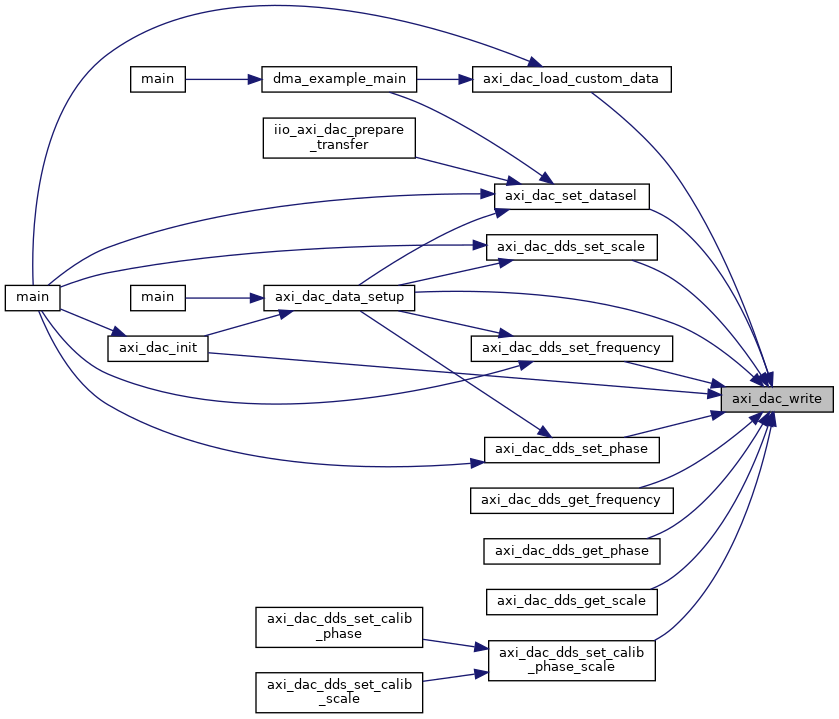 main
dma_example_main
axi_dac_load_custom_data
iio_axi_dac_prepare
_transfer
axi_dac_set_datasel
axi_dac_dds_set_scale
main
main
axi_dac_data_setup
axi_dac_init
axi_dac_dds_set_frequency
axi_dac_write
axi_dac_dds_set_phase
axi_dac_dds_get_frequency
axi_dac_dds_get_phase
axi_dac_dds_get_scale
axi_dac_dds_set_calib
_phase
axi_dac_dds_set_calib
_phase_scale
axi_dac_dds_set_calib
_scale